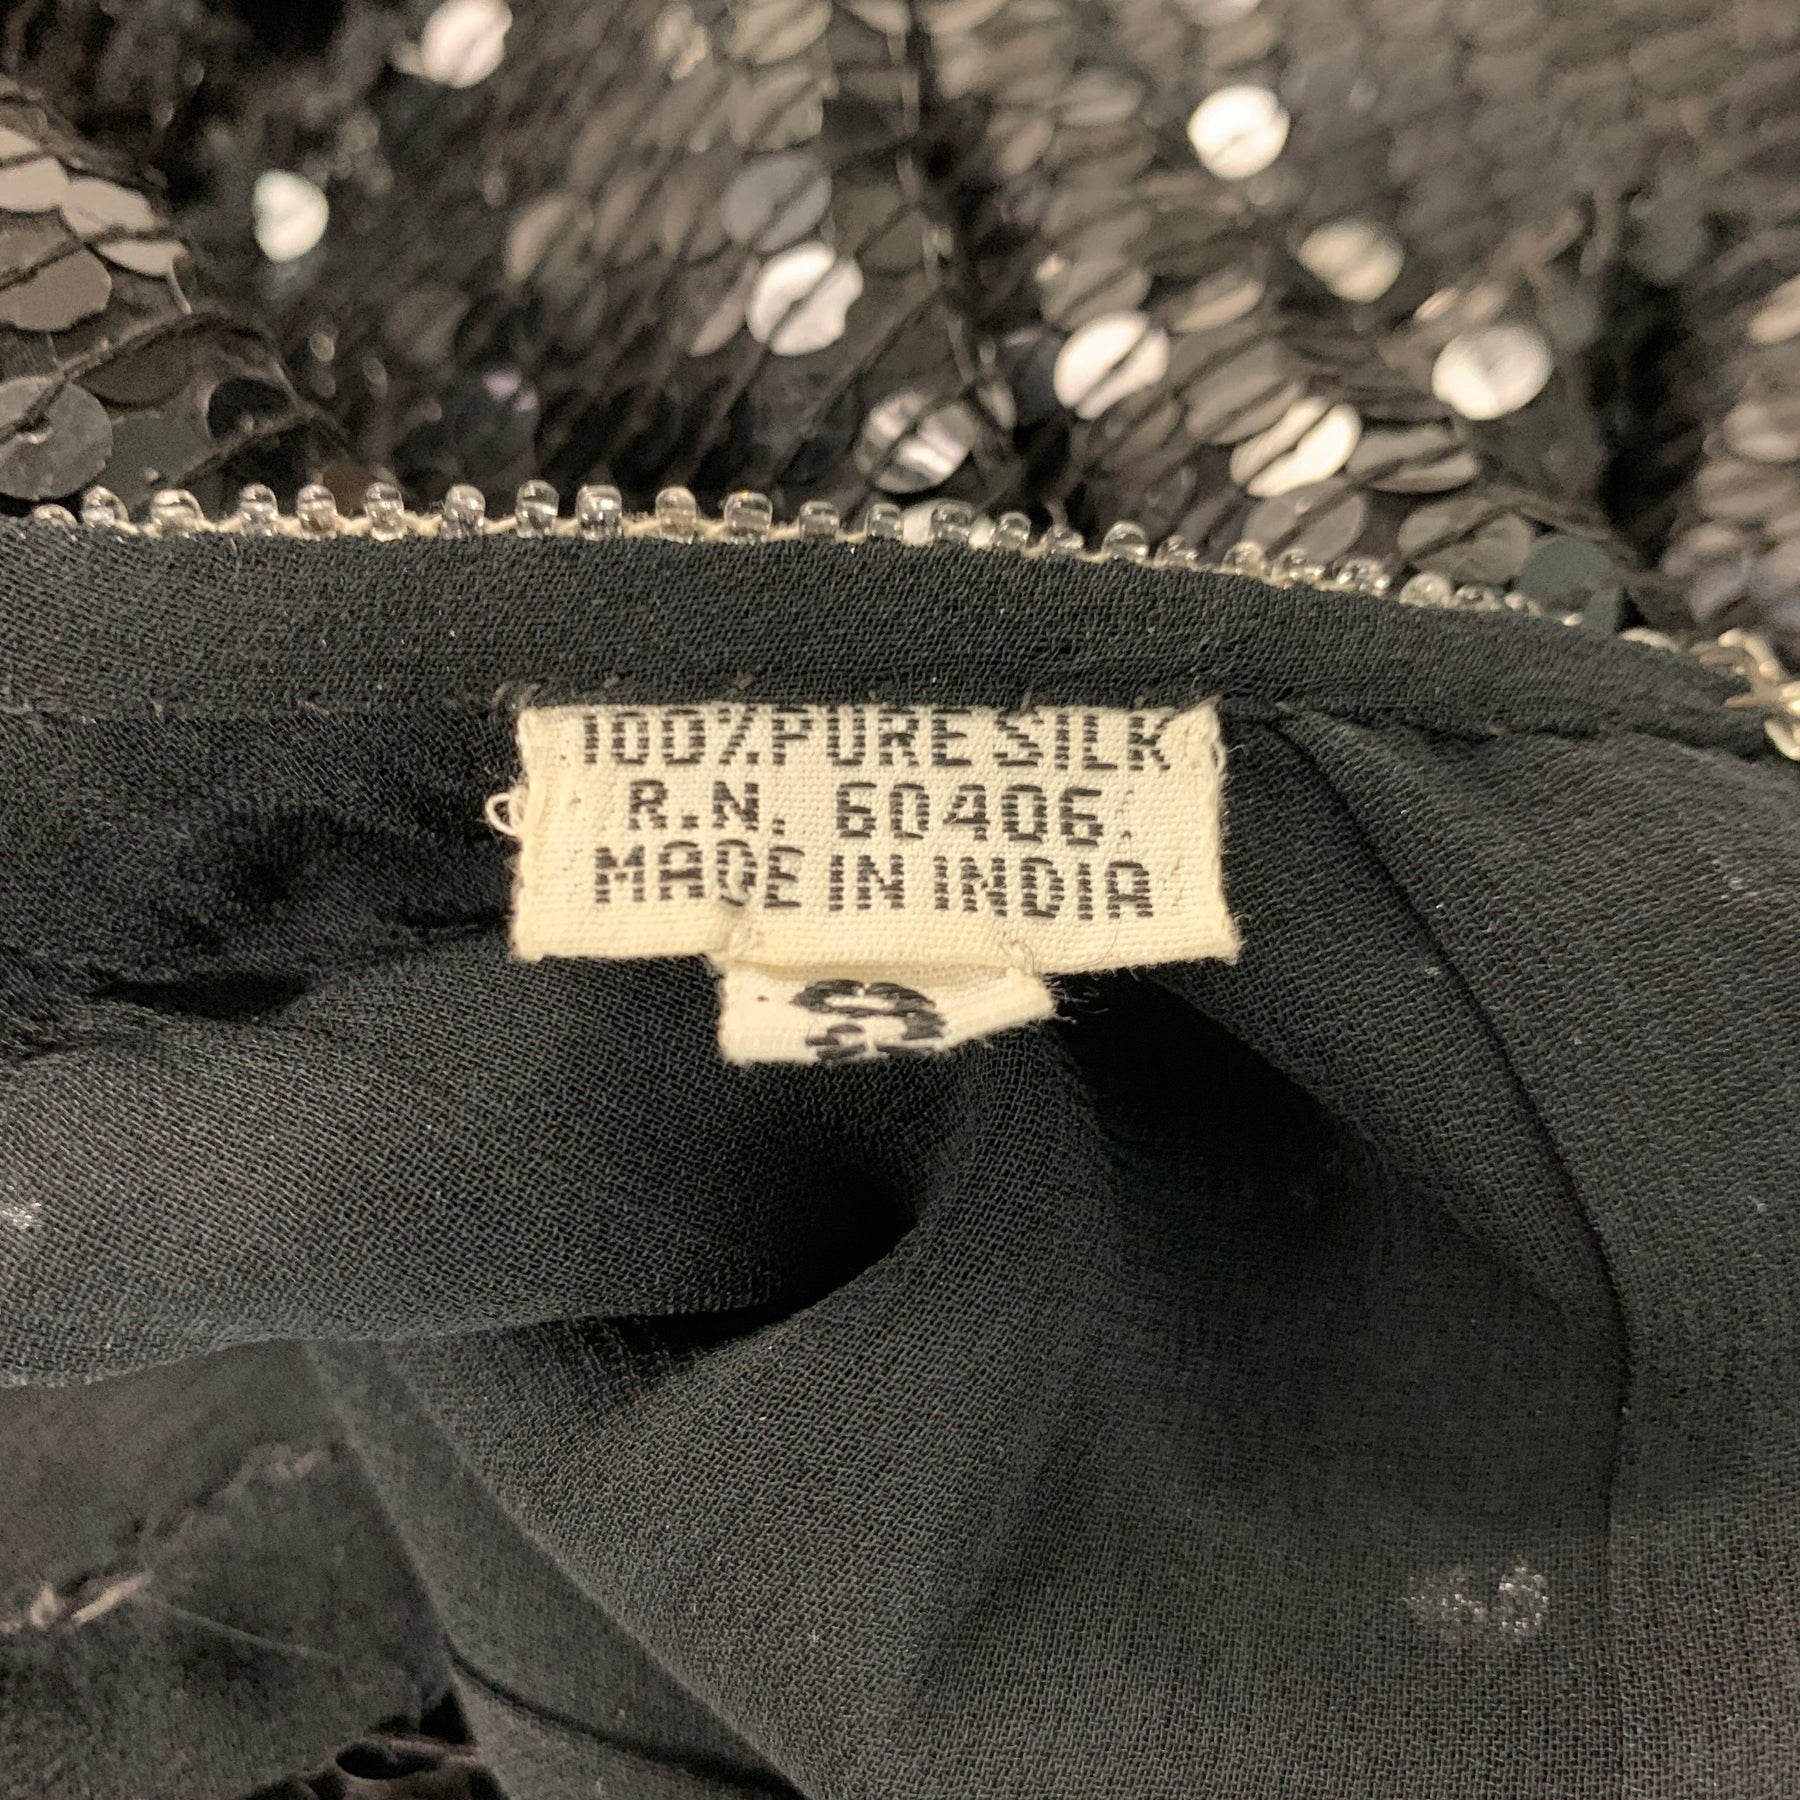 100% PURE SILK
R.N. 60406
MADE IN INDIA